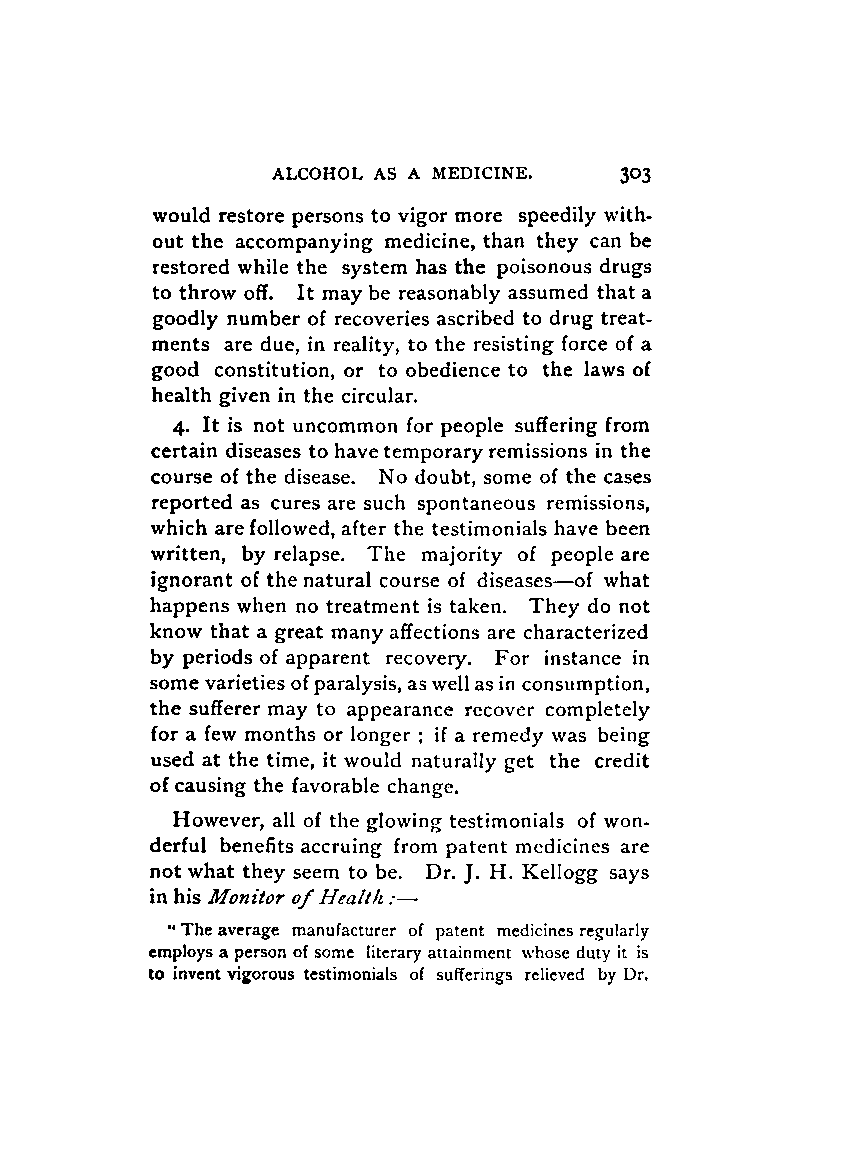 ALCOHOL AS A MEDICINE. 303
would restore persons to vigor more speedily with-
out the accompanying medicine, than they can be
restored while the system has the poisonous drugs
to throw off. It may be reasonably assumed that a
goodly number of recoveries ascribed to drug treat-
ments are due, in reality, to the resisting force of a
good constitution, or to obedience to the laws of
health given in the circular.
4. It is not uncommon for people suffering from
certain diseases to have temporary remissions in the
course of the disease. No doubt, some of the cases
reported as cures are such spontaneous remissions,
which are followed, after the testimonials have been
written, by relapse. The majority of people are
ignorant of the natural course of diseases—of what
happens when no treatment is taken. They do not
know that a great many affections are characterized
by periods of apparent recovery. For instance in
some varieties of paralysis, as well as in consumption,
the sufferer may to appearance recover completely
for a few months or longer ; if a remedy was being
used at the time, it would naturally get the credit
of causing the favorable change.
However, all of the glowing testimonials of won-
derful benefits accruing from patent medicines are
not what they seem to be. Dr. J. H. Kellogg says
in his Monitor of Health :—
" The average manufacturer of patent medicines regularly
employs a person of some literary attainment whose duty it is
to invent vigorous testimonials of sufferings relieved by Dr.